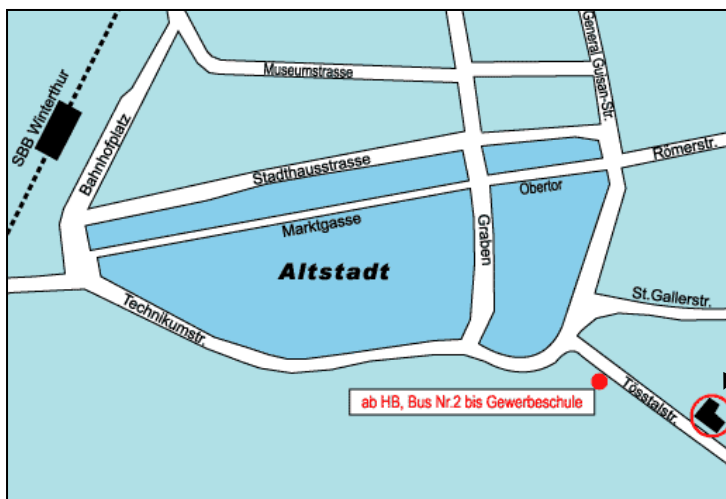 General Guisan-Str.
Museumstrasse
SBB Winterthur
Bahnhofplatz
Stadthausstrasse
Römerstr.
Obertor
Marktgasse
Graben
Altstadt
St.Gallerstr.
Technikumstr.
ab HB, Bus Nr.2 bis Gewerbeschule
Tösstalstr.